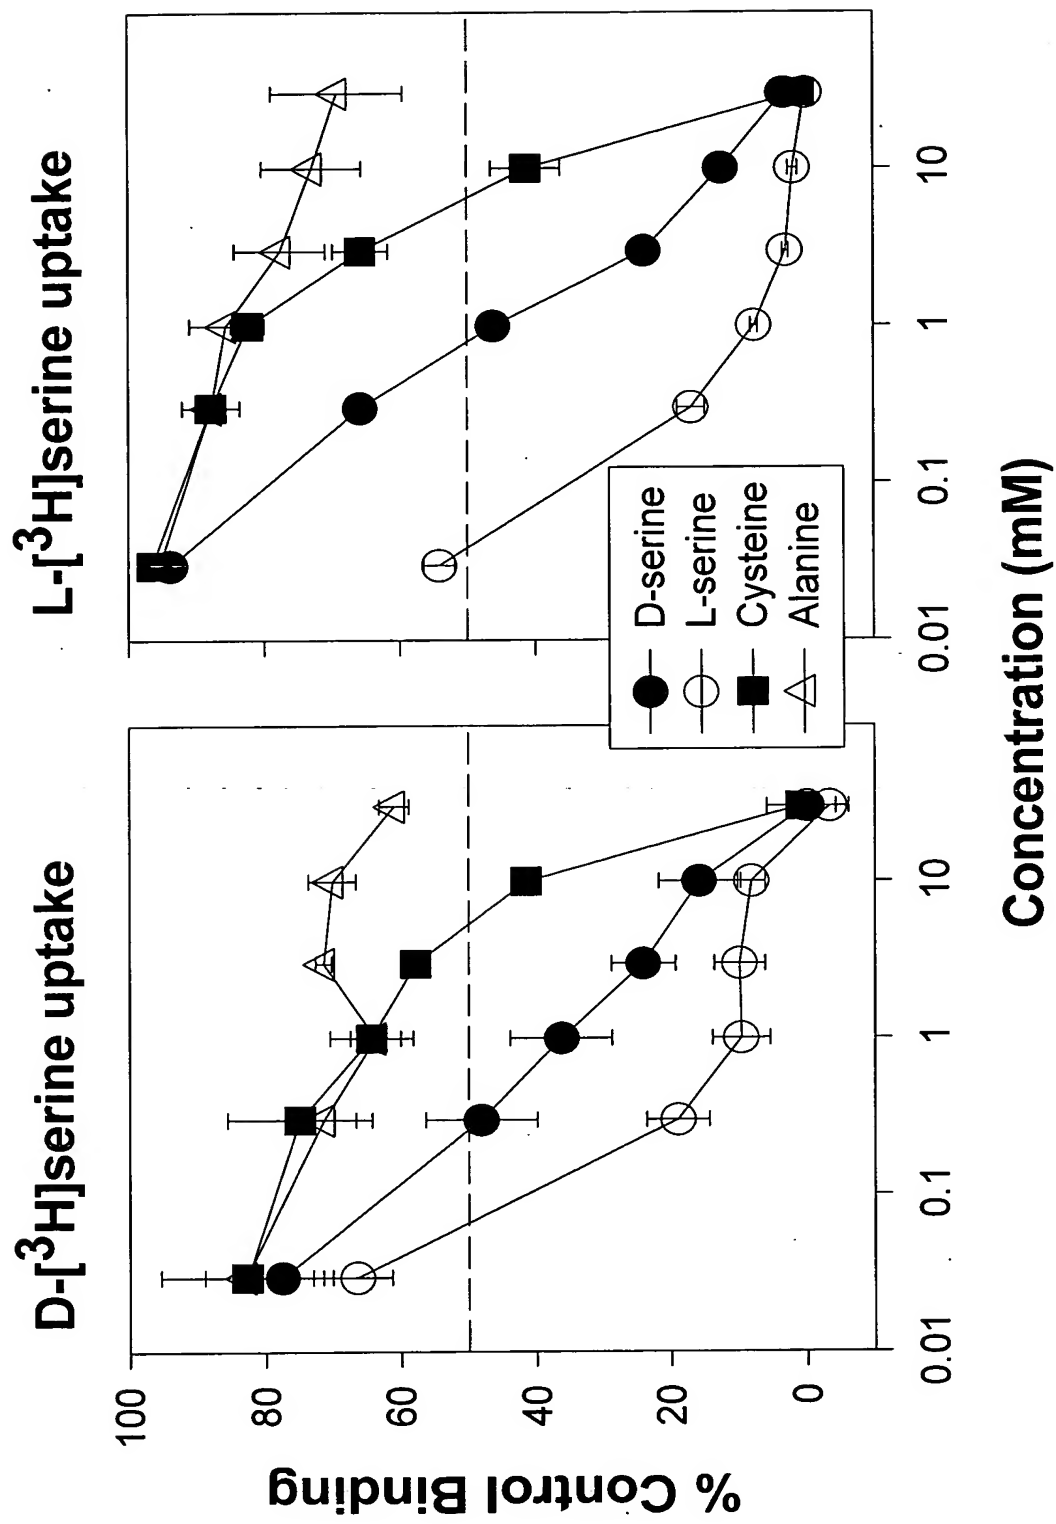 D-[³H]serine uptake
L-[³H]serine uptake
% Control Binding
100
80
60
40
20
0
0.01
0.1
1
10
0.01
0.1
1
10
D-serine
L-serine
Cysteine
Alanine
Concentration (mM)